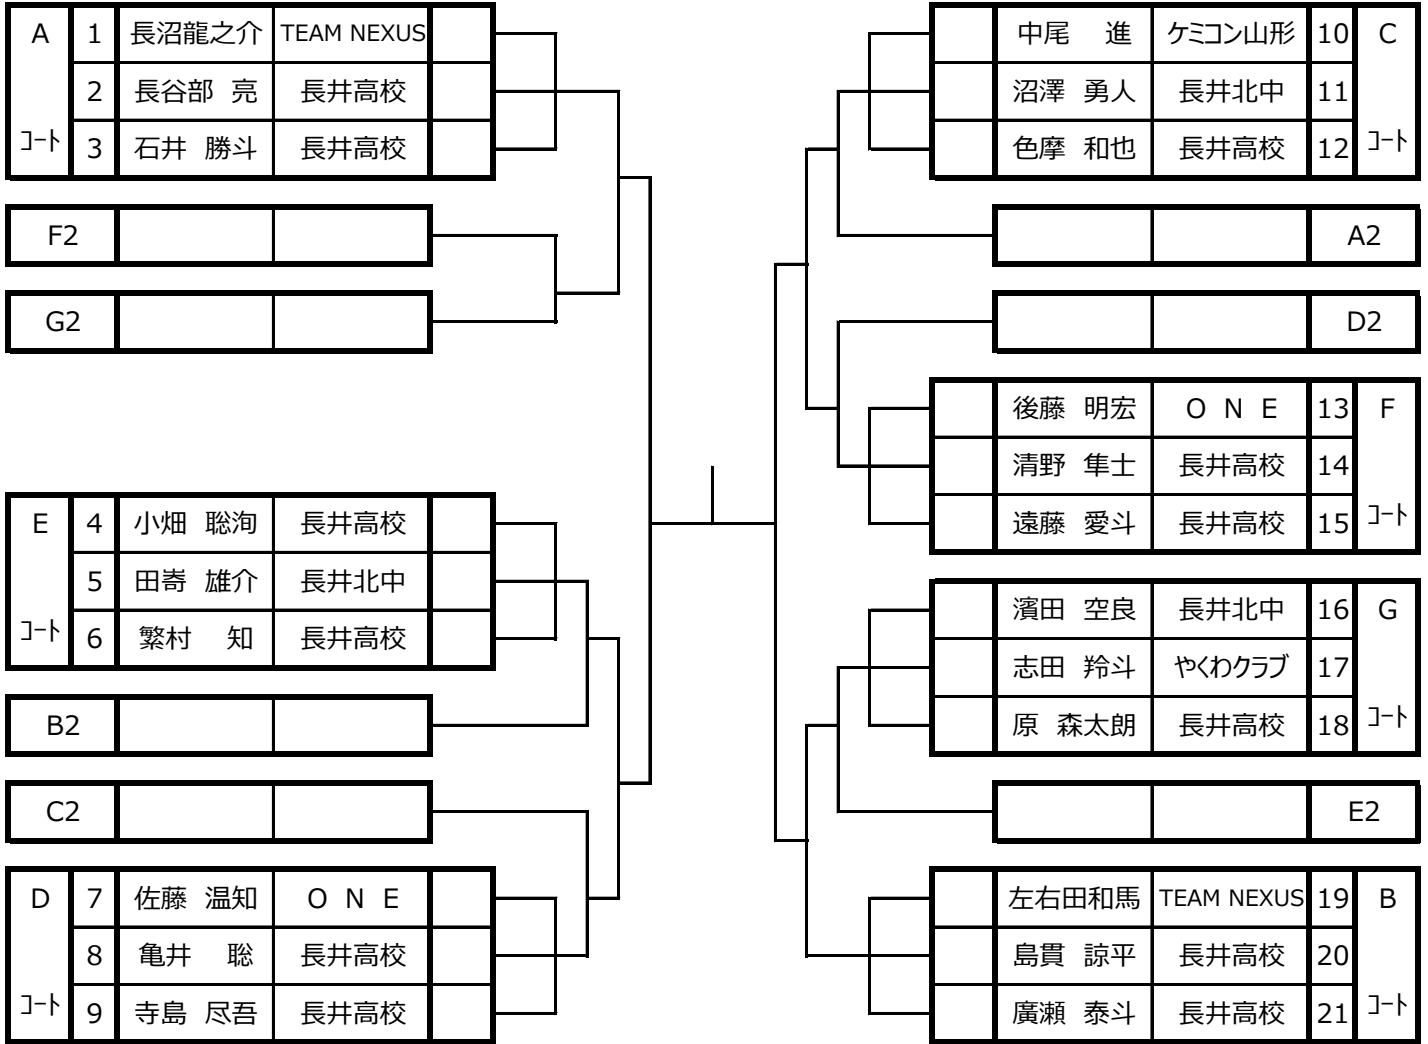 A 1 長沼龍之介 TEAM NEXUS
2 長谷部 亮 長井高校
ｺｰﾄ 3 石井 勝斗 長井高校
F2
G2
E 4 小畑 聡洵 長井高校
5 田嵜 雄介 長井北中
ｺｰﾄ 6 繁村 知 長井高校
B2
C2
D 7 佐藤 温知 O N E
8 亀井 聡 長井高校
ｺｰﾄ 9 寺島 尽吾 長井高校
中尾 進 ケミコン山形 10 C
沼澤 勇人 長井北中 11
色摩 和也 長井高校 12 ｺｰﾄ
A2
D2
後藤 明宏 O N E 13 F
清野 隼士 長井高校 14
遠藤 愛斗 長井高校 15 ｺｰﾄ
濱田 空良 長井北中 16 G
志田 羚斗 やくわクラブ 17
原 森太朗 長井高校 18 ｺｰﾄ
E2
左右田和馬 TEAM NEXUS 19 B
島貫 諒平 長井高校 20
廣瀬 泰斗 長井高校 21 ｺｰﾄ